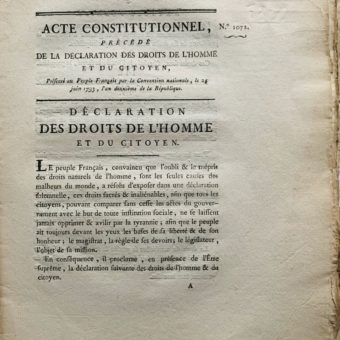 ACTE CONSTITUTIONNEL, N.º 1072.
PRÉCÉDÉ
DE LA DECLARATION DES DROITS DE L'HOMME
ET DU CITOYEN,
Présenté au Peuple Français par la Convention nationale, le 24
juin 1793, l'an deuxième de la République.
DÉCLARATION
DES DROITS DE L'HOMME
ET DU CITOYEN.
LE peuple Français, convaincu que l'oubli & le mépris
des droits naturels de l'homme, sont les seules causes des
malheurs du monde, a résolu d'exposer dans une déclaration
solemnelle, ces droits sacrés & inaliénables, afin que tous les
citoyens, pouvant comparer sans cesse les actes du gouver-
nement avec le but de toute institution sociale, ne se laissent
jamais opprimer & avilir par la tyrannie; afin que le peuple
ait toujours devant les yeux les bases de sa liberté & de son
bonheur; le magistrat, la règle de ses devoirs; le législateur,
l'objet de sa mission.
En conséquence, il proclame, en présence de l'Être
suprême, la déclaration suivante des droits de l'homme & du
citoyen.
A